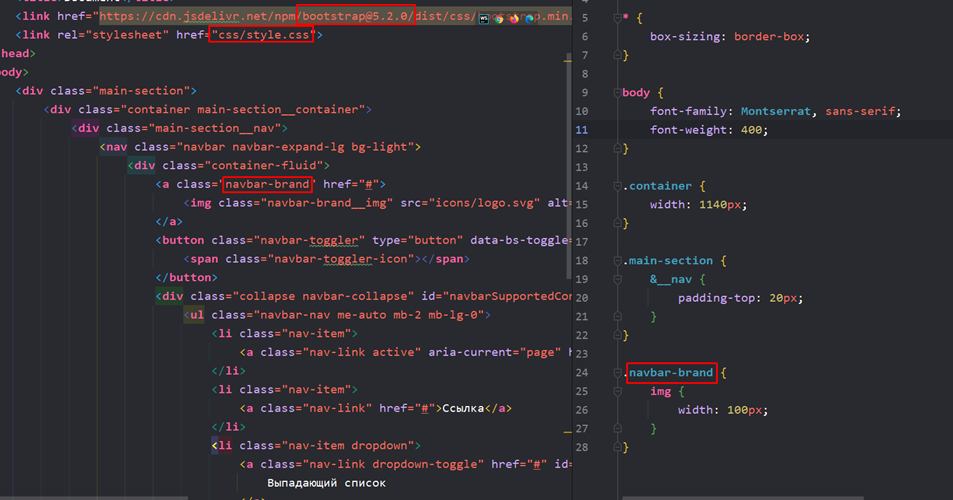 <link href="https://cdn.jsdelivr.net/npm/bootstrap@5.2.0/dist/css/
<link rel="stylesheet" href="css/style.css">
head>
body>
<div class="main-section">
<div class="container main-section__container">
<div class="main-section__nav">
<nav class="navbar navbar-expand-lg bg-light">
<div class="container-fluid">
<a class="navbar-brand" href="#">
<img class="navbar-brand__img" src="icons/logo.svg" alt=
</a>
<button class="navbar-toggler" type="button" data-bs-toggle=
<span class="navbar-toggler-icon"></span>
</button>
<div class="collapse navbar-collapse" id="navbarSupportedCon
<ul class="navbar-nav me-auto mb-2 mb-lg-0">
<li class="nav-item">
<a class="nav-link active" aria-current="page" h
</li>
<li class="nav-item">
<a class="nav-link" href="#">Ссылка</a>
</li>
<li class="nav-item dropdown">
<a class="nav-link dropdown-toggle" href="#" id=
Выпадающий список
4
5 * {
6 box-sizing: border-box;
7 }
8
9 body {
10 font-family: Montserrat, sans-serif;
11 font-weight: 400;
12 }
13
14 .container {
15 width: 1140px;
16 }
17
18 .main-section {
19 &__nav {
20 padding-top: 20px;
21 }
22 }
23
24 .navbar-brand {
25 img {
26 width: 100px;
27 }
28 }